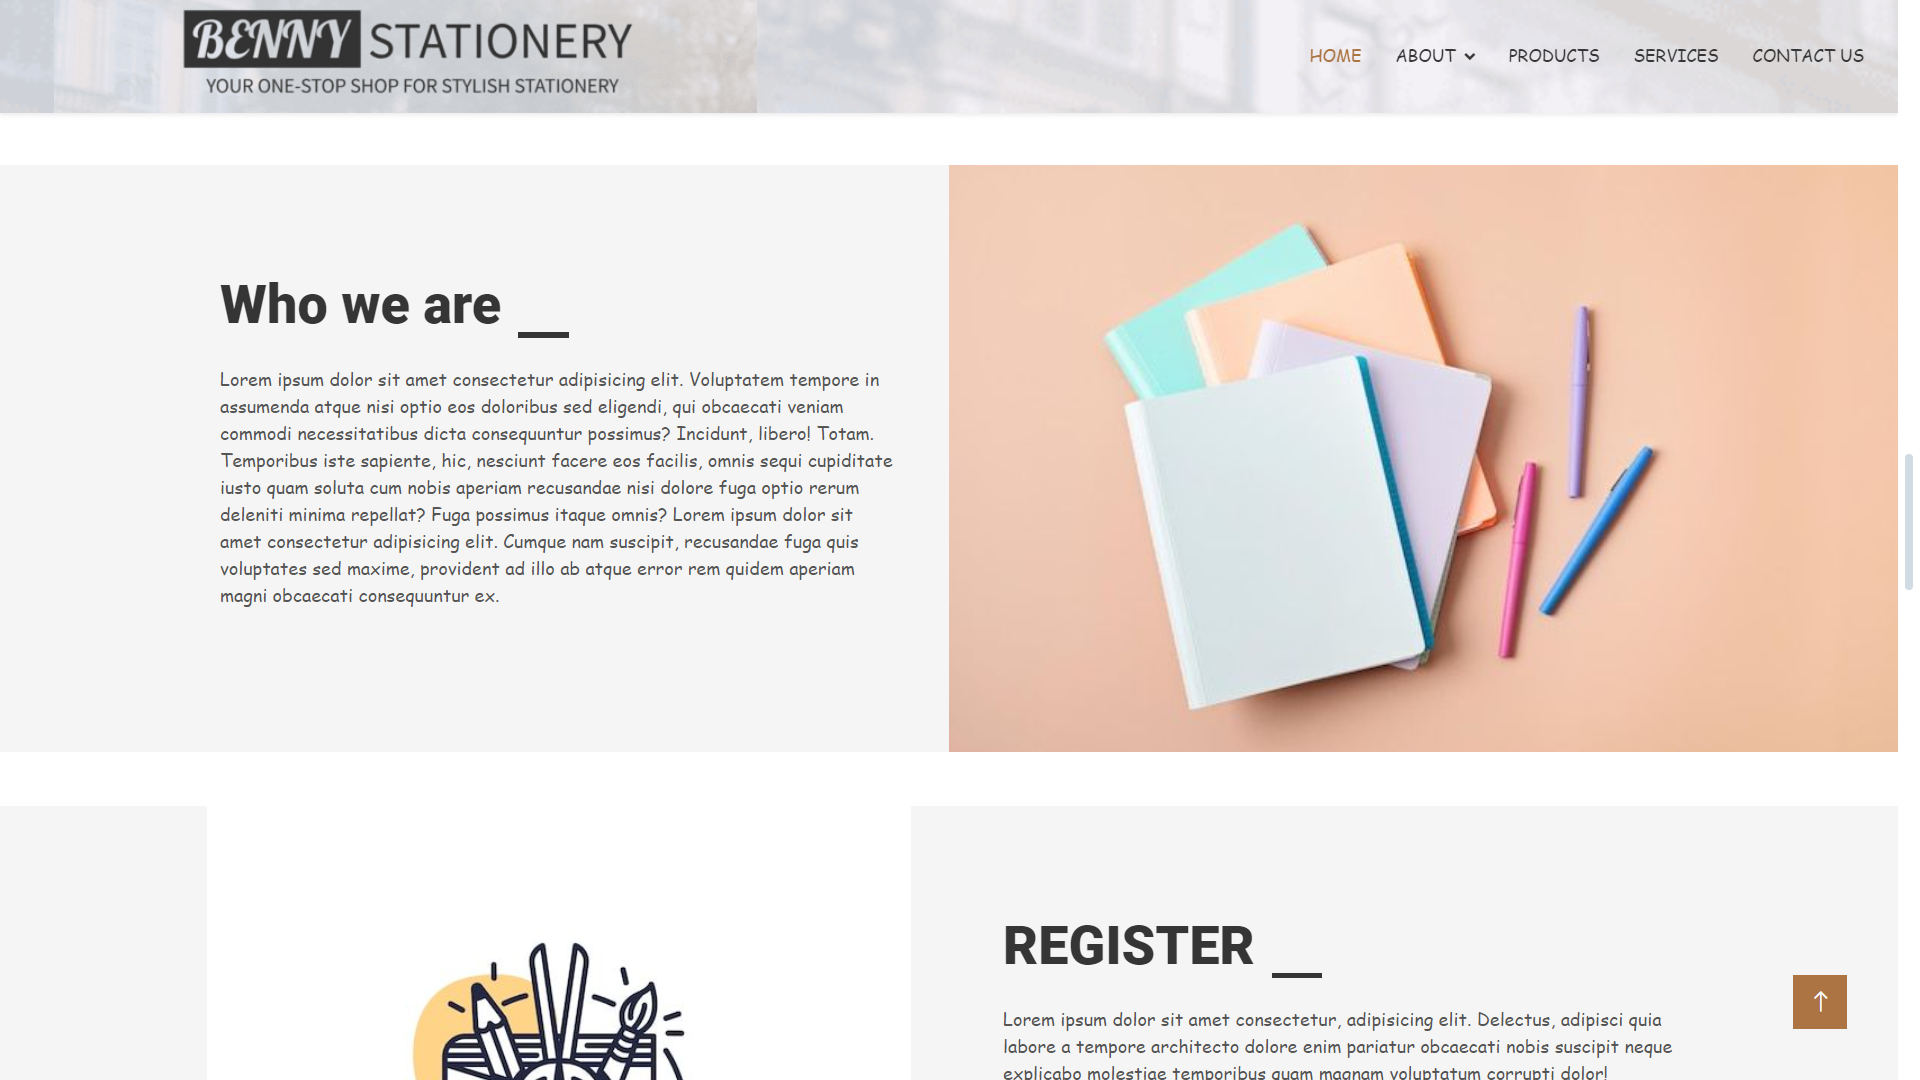 BENNY STATIONERY
YOUR ONE-STOP SHOP FOR STYLISH STATIONERY
HOME ABOUT PRODUCTS SERVICES CONTACT US
Who we are
Lorem ipsum dolor sit amet consectetur adipisicing elit. Voluptatem tempore in
assumenda atque nisi optio eos doloribus sed eligendi, qui obcaecati veniam
commodi necessitatibus dicta consequuntur possimus? Incidunt, libero! Totam.
Temporibus iste sapiente, hic, nesciunt facere eos facilis, omnis sequi cupiditate
iusto quam soluta cum nobis aperiam recusandae nisi dolore fuga optio rerum
deleniti minima repellat? Fuga possimus itaque omnis? Lorem ipsum dolor sit
amet consectetur adipisicing elit. Cumque nam suscipit, recusandae fuga quis
voluptates sed maxime, provident ad illo ab atque error rem quidem aperiam
magni obcaecati consequuntur ex.
REGISTER
Lorem ipsum dolor sit amet consectetur, adipisicing elit. Delectus, adipisci quia
labore a tempore architecto dolore enim pariatur obcaecati nobis suscipit neque
explicabo molestiae temporibus quam magnam voluptatum corrupti dolor!